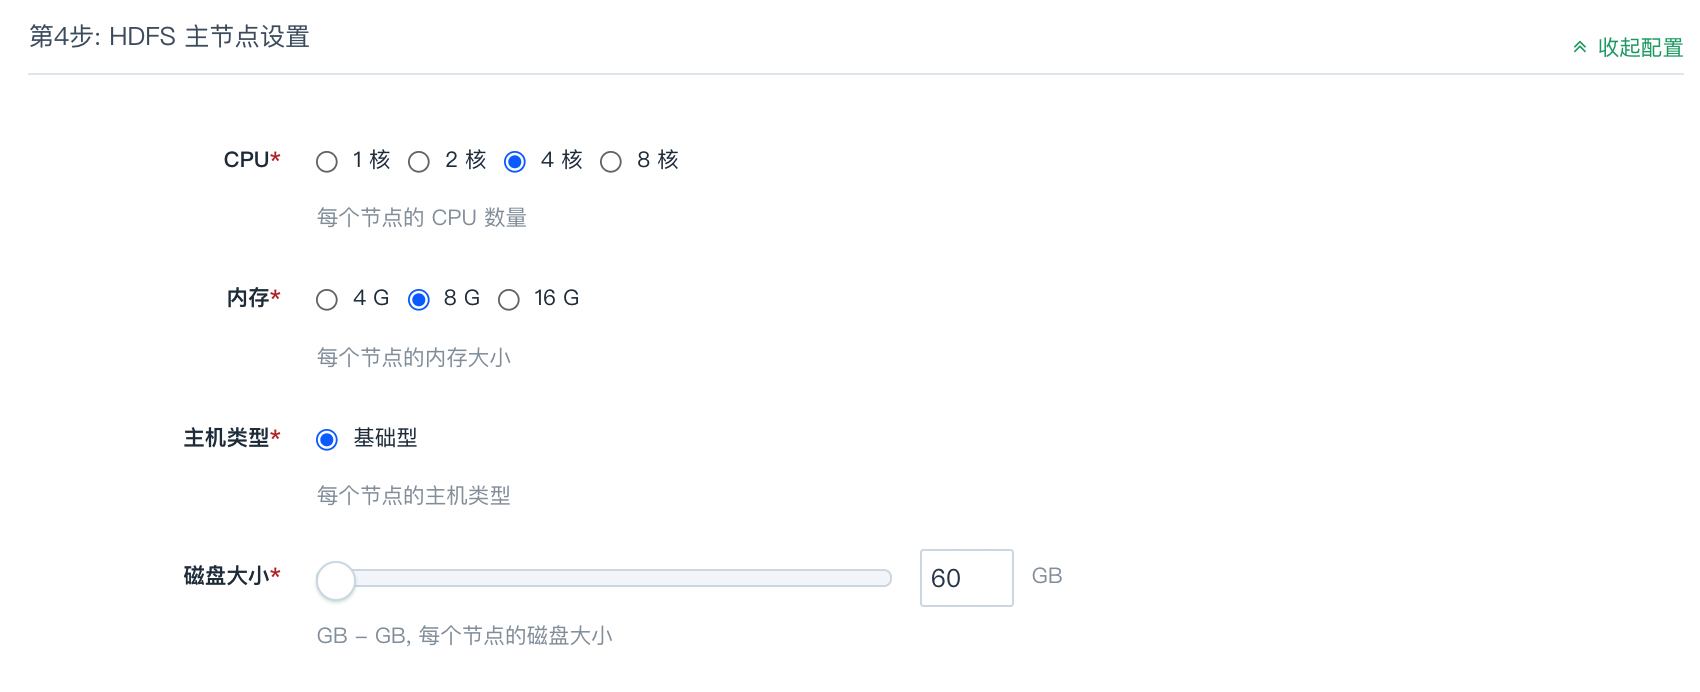 第4步: HDFS 主节点设置
收起配置
CPU* 1 核 2 核 4 核 8 核
每个节点的 CPU 数量
内存* 4 G 8 G 16 G
每个节点的内存大小
主机类型* 基础型
每个节点的主机类型
磁盘大小* 60 GB
GB – GB, 每个节点的磁盘大小